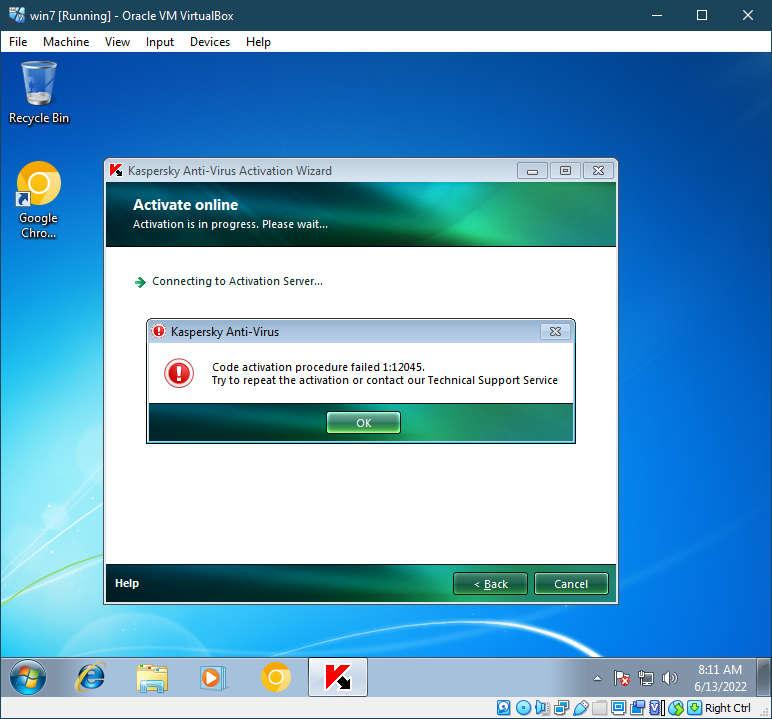 win7 [Running] - Oracle VM VirtualBox
File Machine View Input Devices Help
Recycle Bin
Google
Chro...
Kaspersky Anti-Virus Activation Wizard
Activate online
Activation is in progress. Please wait...
Connecting to Activation Server...
Kaspersky Anti-Virus
Code activation procedure failed 1:12045.
Try to repeat the activation or contact our Technical Support Service
OK
Help
< Back
Cancel
8:11 AM
6/13/2022
Right Ctrl